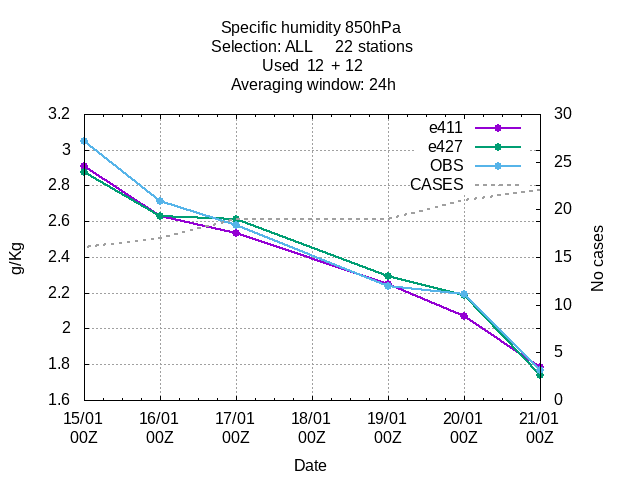 Specific humidity 850hPa
Selection: ALL     22 stations
Used  12  + 12
Averaging window: 24h
3.2
3
2.8
2.6
2.4
2.2
2
1.8
1.6
g/Kg
30
25
20
15
10
5
0
No cases
e411
e427
OBS
CASES
15/01 16/01 17/01 18/01 19/01 20/01 21/01
00Z 00Z 00Z 00Z 00Z 00Z 00Z
Date